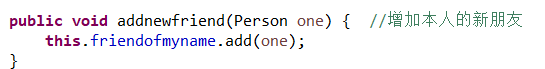 public void addnewfriend(Person one) {  //增加本人的新朋友
    this.friendofmyname.add(one);
}